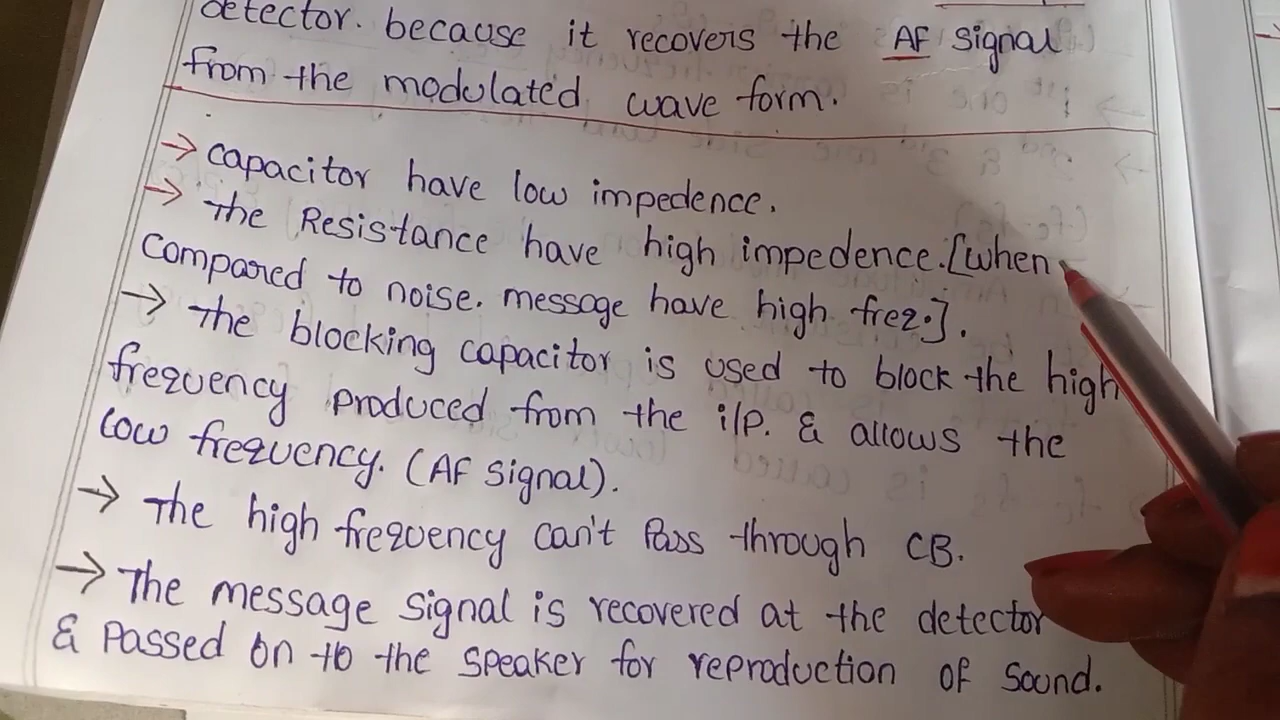 detector. because it recovers the AF signal
from the modulated wave form.
→ capacitor have low impedence.
→ The Resistance have high impedence.[when
compared to noise. message have high freq.].
→ The blocking capacitor is used to block the high
frequency produced from the i/p. & allows the
low frequency. (AF signal).
→ The high frequency can't Pass through CB.
→ The message signal is recovered at the detector
& Passed on to the speaker for reproduction of sound.